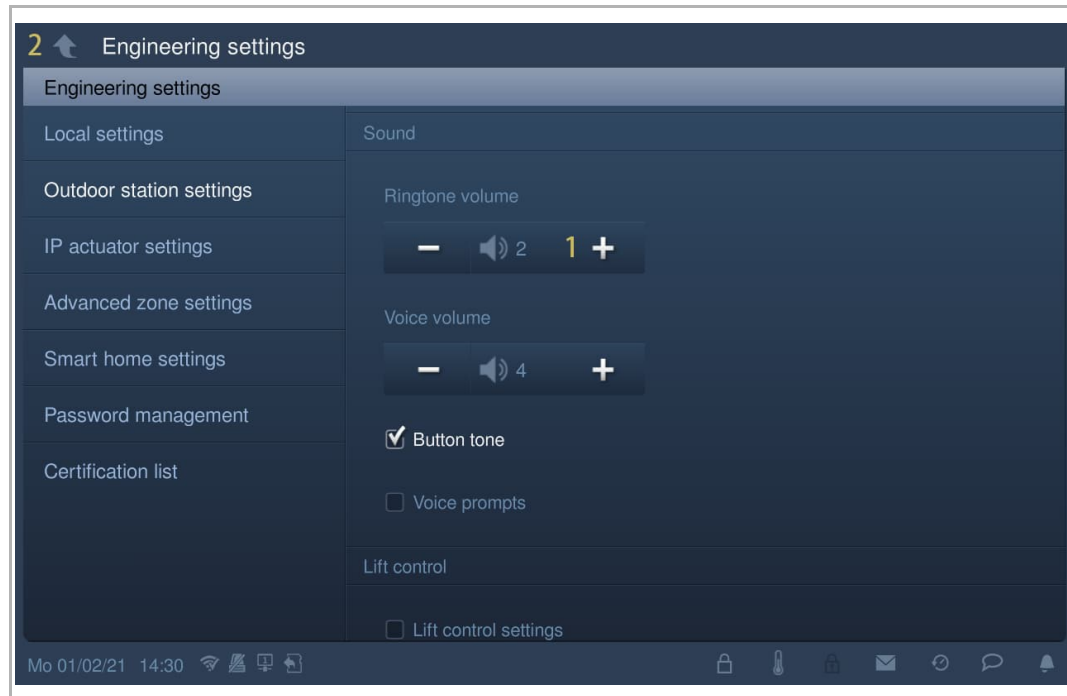 2 Engineering settings
Engineering settings
Local settings
Outdoor station settings
IP actuator settings
Advanced zone settings
Smart home settings
Password management
Certification list
Sound
Ringtone volume
2 1
Voice volume
4
Button tone
Voice prompts
Lift control
Lift control settings
Mo 01/02/21 14:30